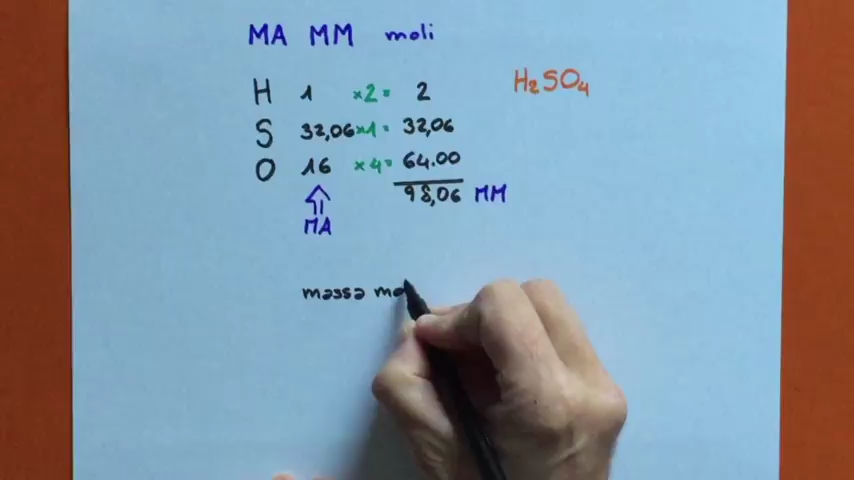 MA MM moli
H 1 ×2= 2 H₂SO₄
S 32,06×1= 32,06
O 16 ×4= 64.00
98,06 MM
MA
massa mo